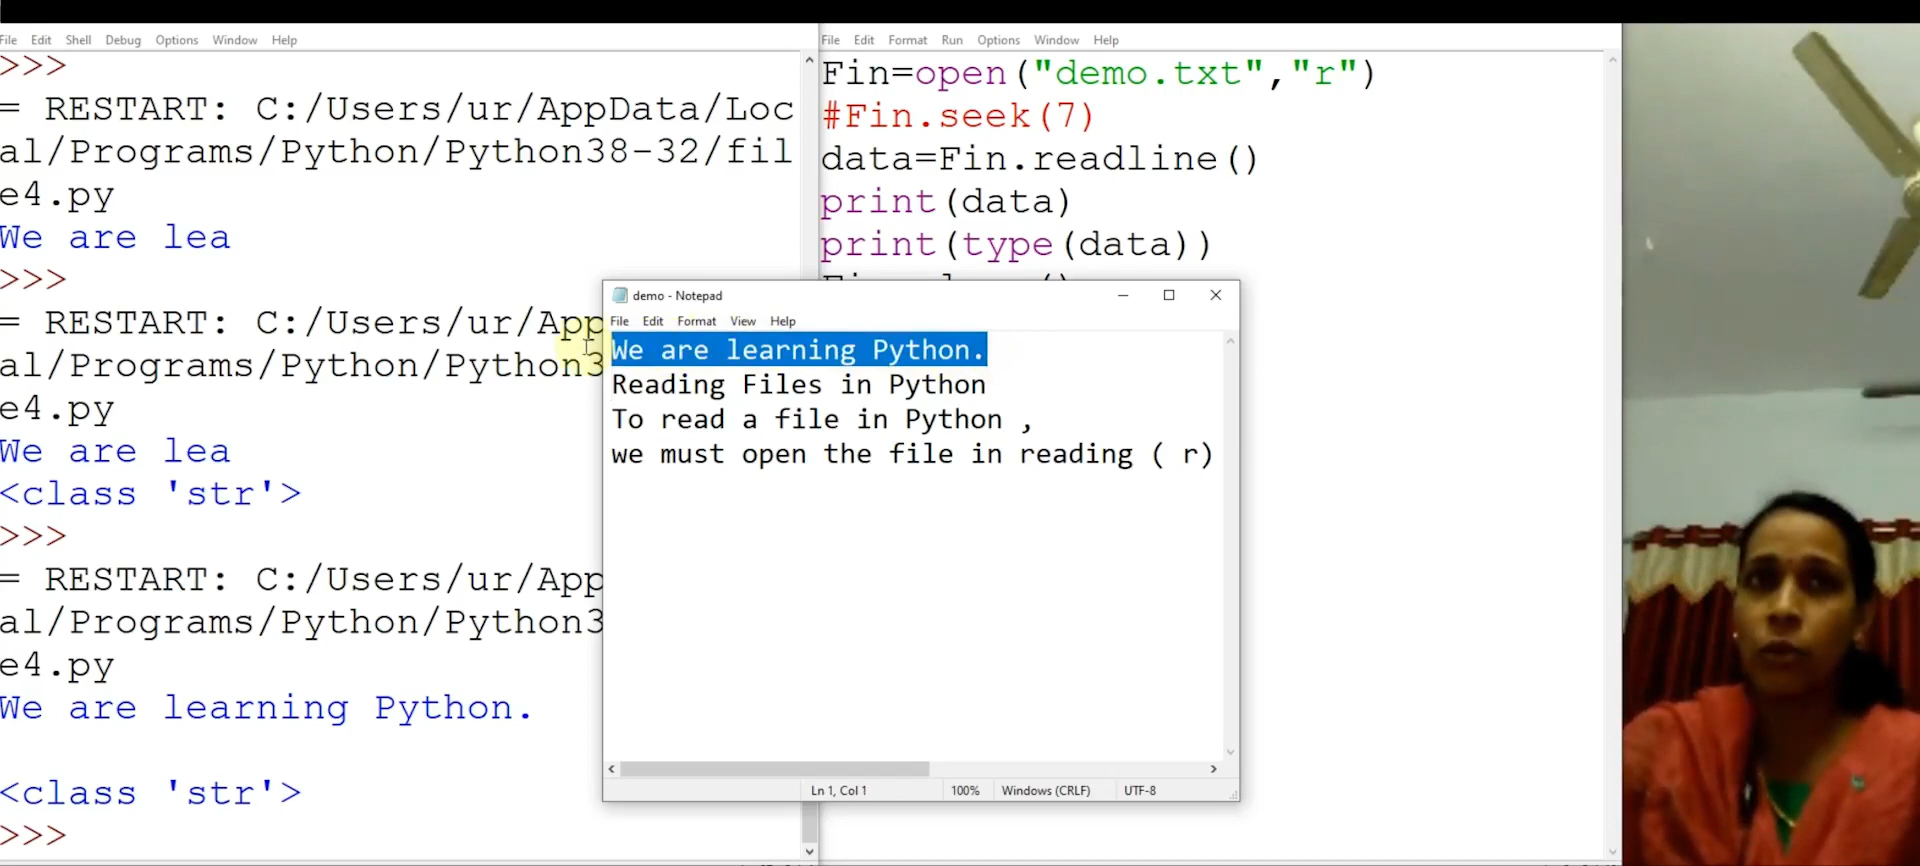 File Edit Shell Debug Options Window Help
>>>
= RESTART: C:/Users/ur/AppData/Loc
al/Programs/Python/Python38-32/fil
e4.py
We are lea
>>>
= RESTART: C:/Users/ur/App
al/Programs/Python/Python3
e4.py
We are lea
<class 'str'>
>>>
= RESTART: C:/Users/ur/App
al/Programs/Python/Python3
e4.py
We are learning Python.
<class 'str'>
>>>
File Edit Format Run Options Window Help
Fin=open("demo.txt","r")
#Fin.seek(7)
data=Fin.readline()
print(data)
print(type(data))
demo - Notepad
File Edit Format View Help
We are learning Python.
Reading Files in Python
To read a file in Python ,
we must open the file in reading ( r)
Ln 1, Col 1 100% Windows (CRLF) UTF-8